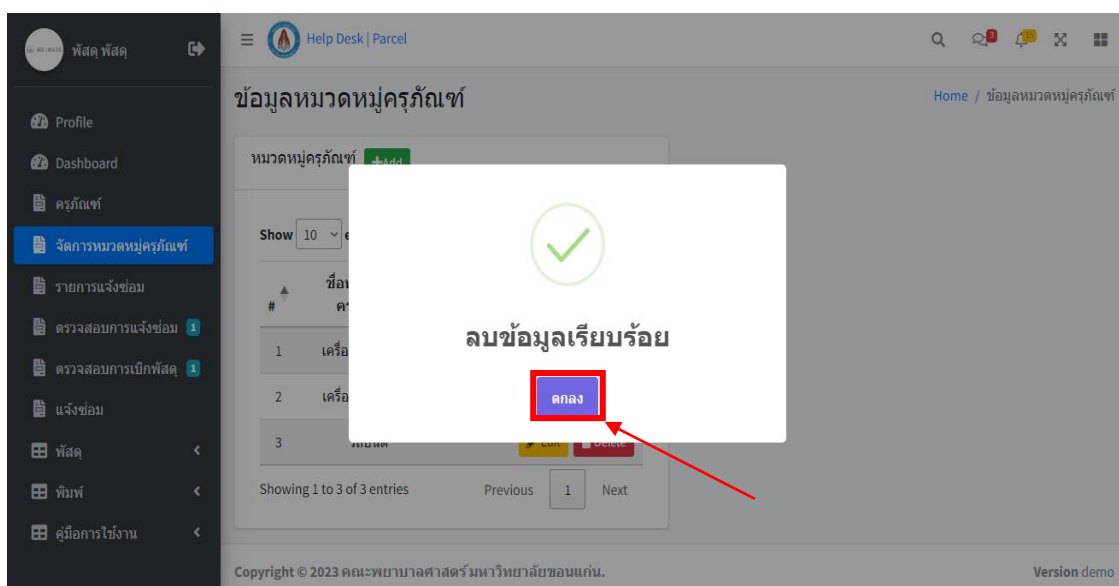 พัสดุ พัสดุ
Help Desk | Parcel
3
15
ข้อมูลหมวดหมู่ครุภัณฑ์
Home / ข้อมูลหมวดหมู่ครุภัณฑ์
Profile
Dashboard
ครุภัณฑ์
จัดการหมวดหมู่ครุภัณฑ์
รายการแจ้งซ่อม
ตรวจสอบการแจ้งซ่อม 1
ตรวจสอบการเบิกพัสดุ 1
แจ้งซ่อม
พัสดุ
พิมพ์
คู่มือการใช้งาน
หมวดหมู่ครุภัณฑ์ +Add
Show 10
#
1
2
3 Edit Delete
ลบข้อมูลเรียบร้อย
ตกลง
Showing 1 to 3 of 3 entries Previous 1 Next
Copyright © 2023 คณะพยาบาลศาสตร์ มหาวิทยาลัยขอนแก่น. Version demo